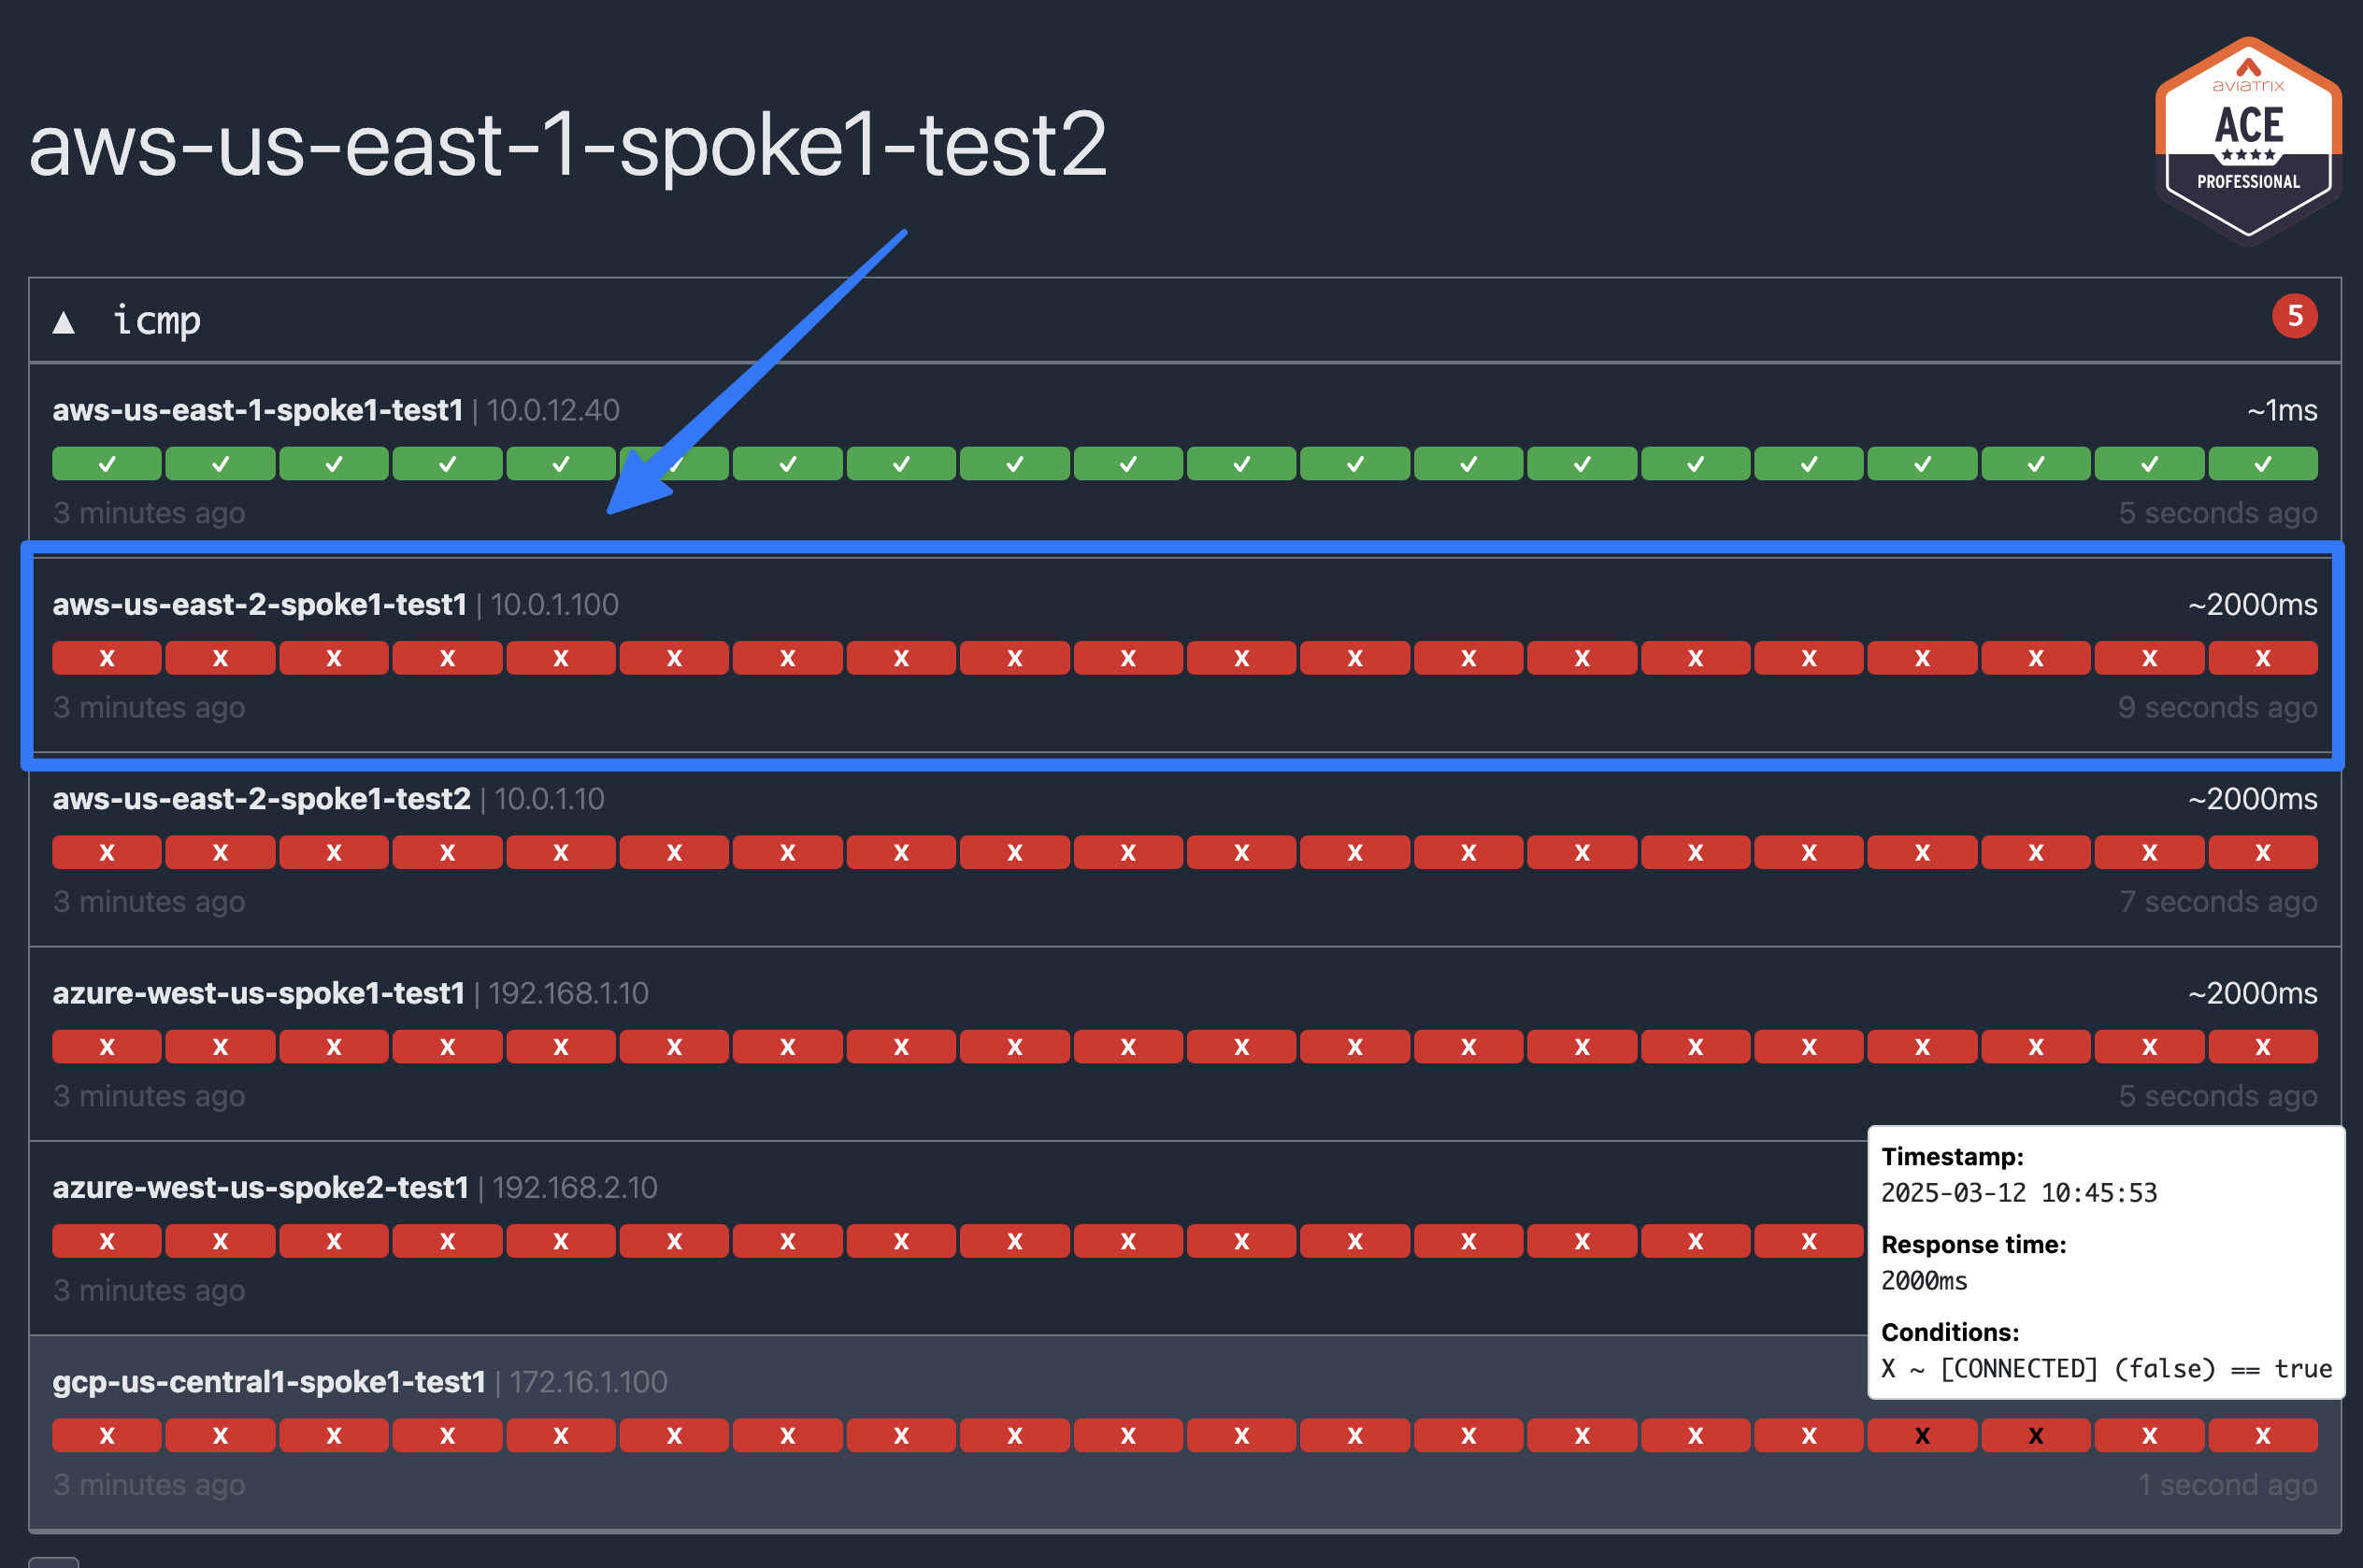 aws-us-east-1-spoke1-test2
aviatrix
ACE
PROFESSIONAL
▲ icmp 5
aws-us-east-1-spoke1-test1 | 10.0.12.40 ~1ms
✓ ✓ ✓ ✓ ✓ ✓ ✓ ✓ ✓ ✓ ✓ ✓ ✓ ✓ ✓ ✓ ✓ ✓ ✓ ✓
3 minutes ago 5 seconds ago
aws-us-east-2-spoke1-test1 | 10.0.1.100 ~2000ms
X X X X X X X X X X X X X X X X X X X X
3 minutes ago 9 seconds ago
aws-us-east-2-spoke1-test2 | 10.0.1.10 ~2000ms
X X X X X X X X X X X X X X X X X X X X
3 minutes ago 7 seconds ago
azure-west-us-spoke1-test1 | 192.168.1.10 ~2000ms
X X X X X X X X X X X X X X X X X X X X
3 minutes ago 5 seconds ago
azure-west-us-spoke2-test1 | 192.168.2.10
X X X X X X X X X X X X X X X X
3 minutes ago
Timestamp:
2025-03-12 10:45:53
Response time:
2000ms
Conditions:
X ~ [CONNECTED] (false) == true
gcp-us-central1-spoke1-test1 | 172.16.1.100
X X X X X X X X X X X X X X X X X X X X
3 minutes ago 1 second ago